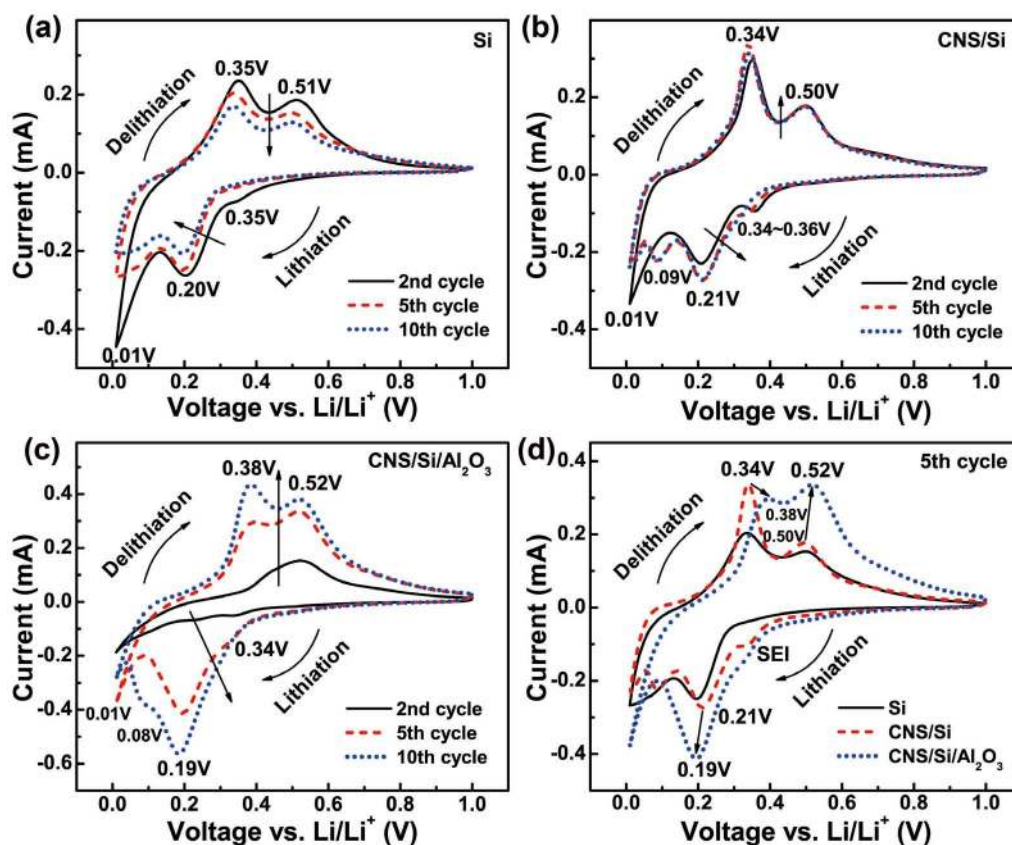 (a)
Si
0.35V
0.51V
Delithiation
0.35V
Lithiation
0.20V
0.01V
2nd cycle
5th cycle
10th cycle
0.2
0.0
-0.2
-0.4
Current (mA)
0.0 0.2 0.4 0.6 0.8 1.0
Voltage vs. Li/Li⁺ (V)
(b)
CNS/Si
0.34V
0.50V
Delithiation
0.34~0.36V
0.09V
0.21V
Lithiation
0.01V
2nd cycle
5th cycle
10th cycle
0.2
0.0
-0.2
-0.4
Current (mA)
0.0 0.2 0.4 0.6 0.8 1.0
Voltage vs. Li/Li⁺ (V)
(c)
CNS/Si/Al₂O₃
0.38V
0.52V
Delithiation
0.34V
Lithiation
0.01V
0.08V
0.19V
2nd cycle
5th cycle
10th cycle
0.4
0.2
0.0
-0.2
-0.4
-0.6
Current (mA)
0.0 0.2 0.4 0.6 0.8 1.0
Voltage vs. Li/Li⁺ (V)
(d)
5th cycle
0.34V
0.52V
0.38V
0.50V
Delithiation
SEI
Lithiation
0.21V
0.19V
Si
CNS/Si
CNS/Si/Al₂O₃
0.4
0.2
0.0
-0.2
-0.4
Current (mA)
0.0 0.2 0.4 0.6 0.8 1.0
Voltage vs. Li/Li⁺ (V)